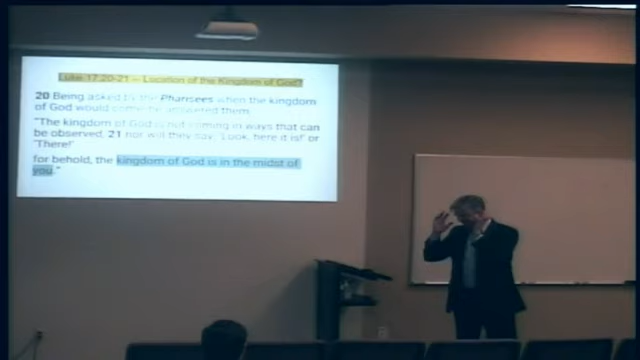 Luke 17:20-21 – Location of the Kingdom of God?
20 Being asked by the Pharisees when the kingdom
of God would come he answered them
"The kingdom of God is not coming in ways that can
be observed, 21 nor will they say, 'Look, here it is!' or
'There!'
for behold, the kingdom of God is in the midst of
you."